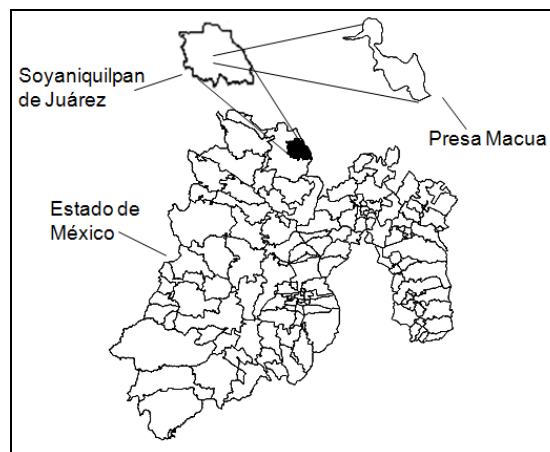 Soyaniquilpan
de Juárez
Presa Macua
Estado de
México